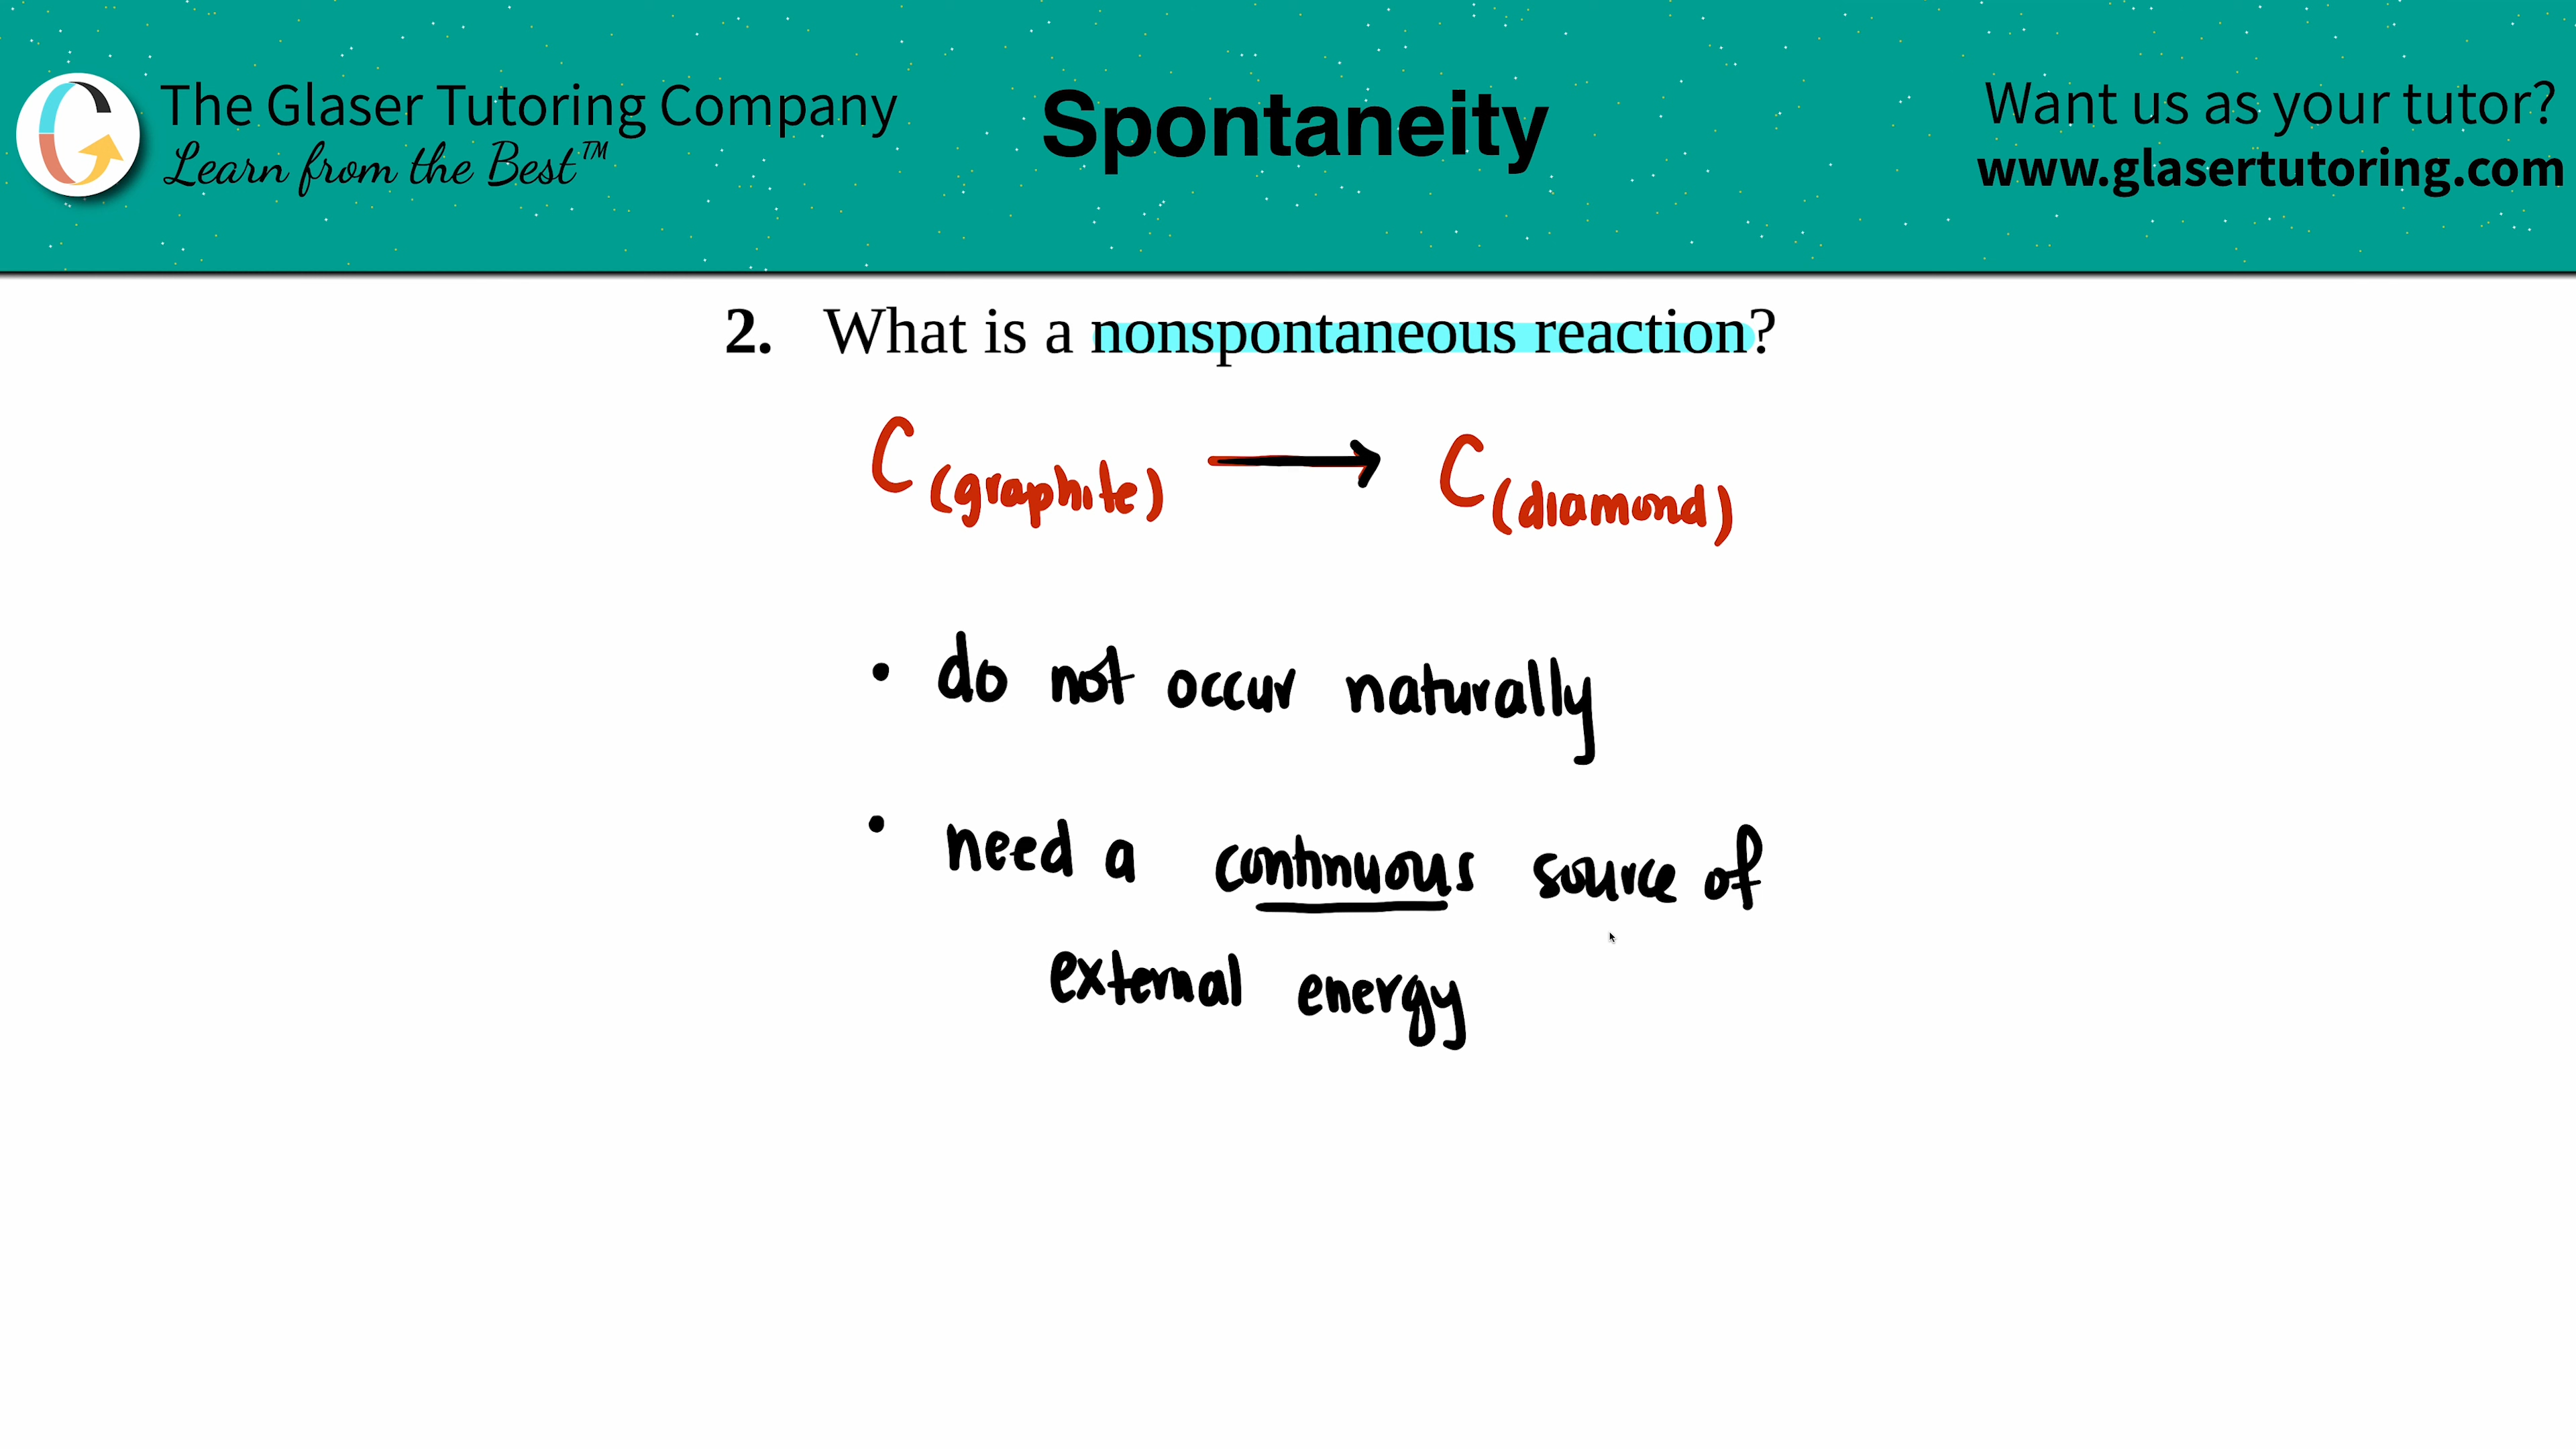 The Glaser Tutoring Company
Learn from the Best™
Spontaneity
Want us as your tutor?
www.glasertutoring.com
2. What is a nonspontaneous reaction?
C (graphite) → C (diamond)
• do not occur naturally
• need a continuous source of
external energy